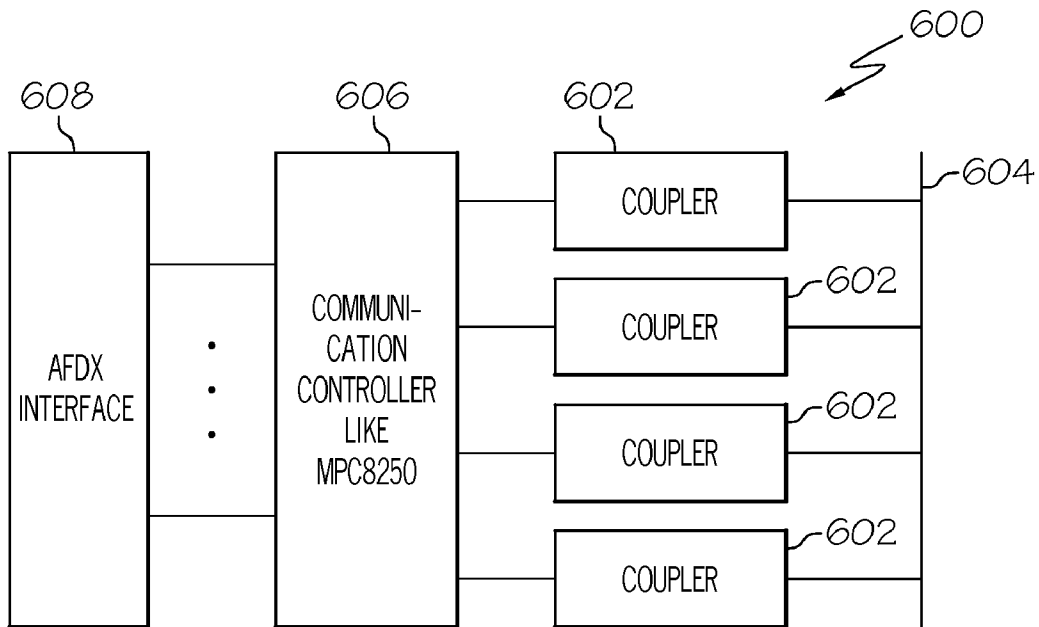 600
608
606
602
604
COUPLER
602
COUPLER
COMMUNI-
CATION
CONTROLLER
LIKE
MPC8250
AFDX
INTERFACE
602
COUPLER
602
COUPLER